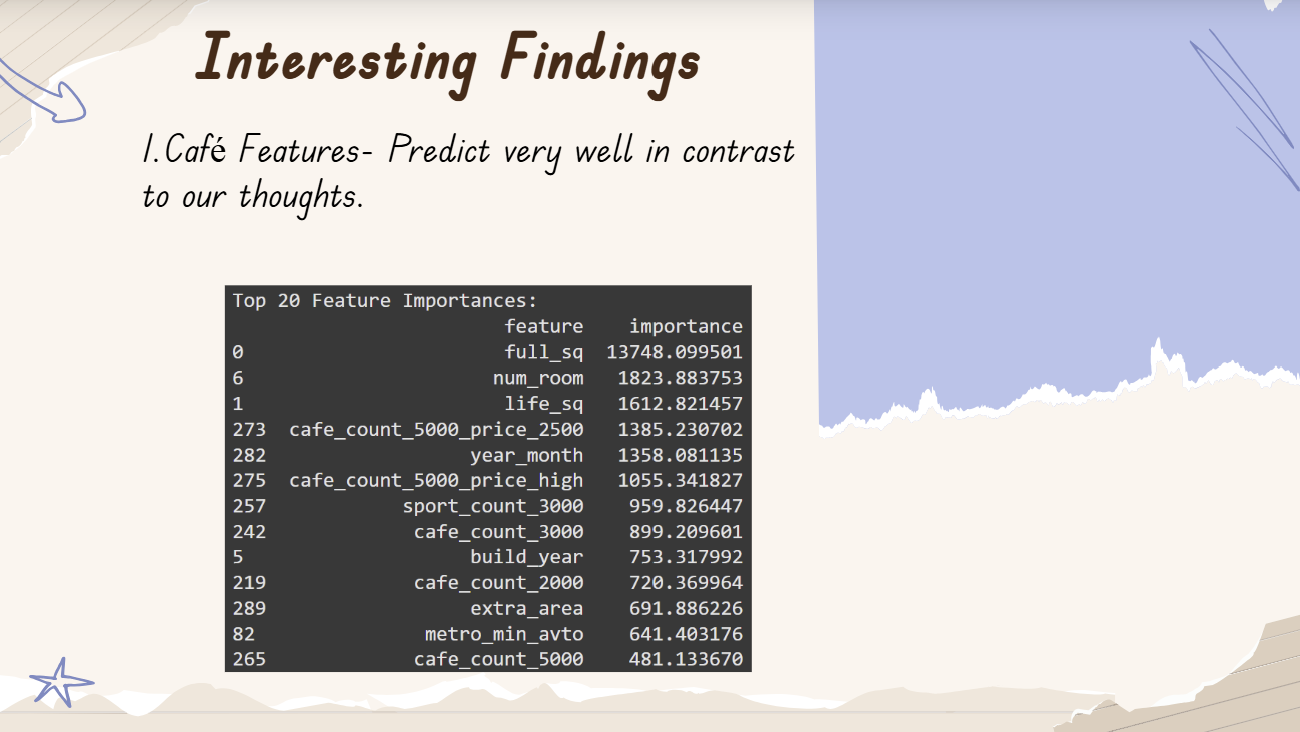 Interesting Findings
1.Café Features- Predict very well in contrast
to our thoughts.
Top 20 Feature Importances:
feature importance
0 full_sq 13748.099501
6 num_room 1823.883753
1 life_sq 1612.821457
273 cafe_count_5000_price_2500 1385.230702
282 year_month 1358.081135
275 cafe_count_5000_price_high 1055.341827
257 sport_count_3000 959.826447
242 cafe_count_3000 899.209601
5 build_year 753.317992
219 cafe_count_2000 720.369964
289 extra_area 691.886226
82 metro_min_avto 641.403176
265 cafe_count_5000 481.133670